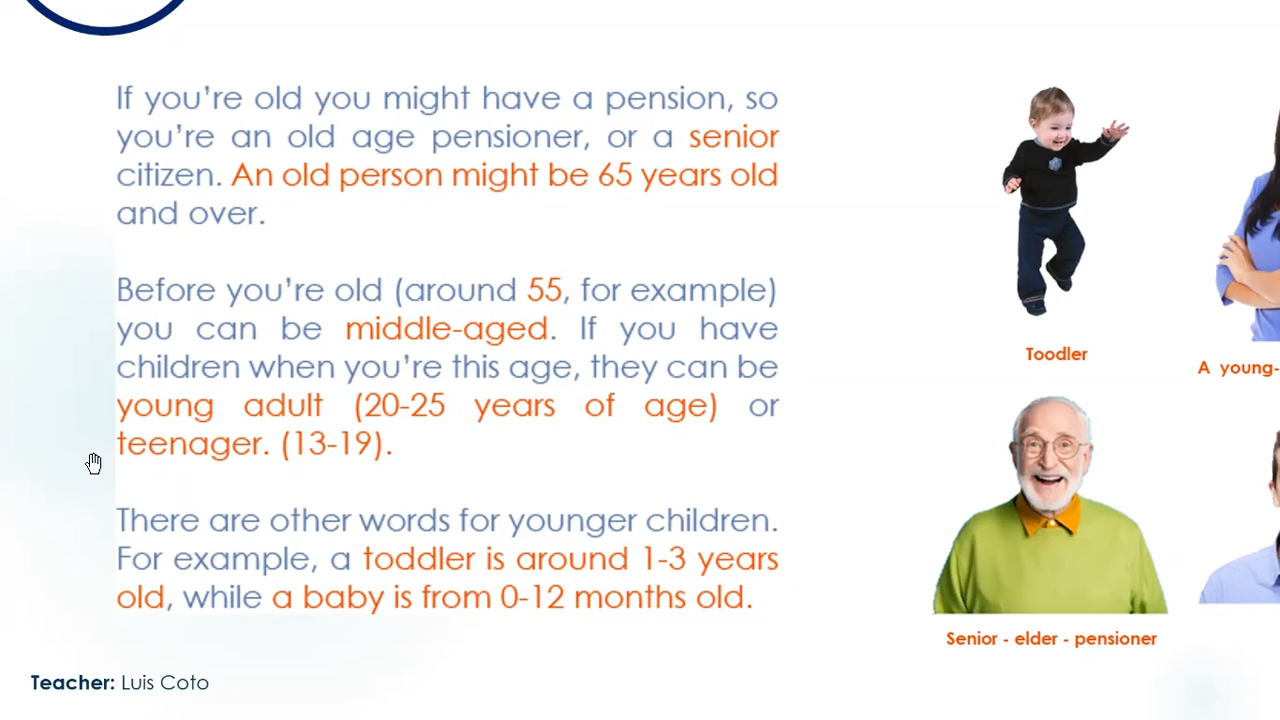 If you're old you might have a pension, so
you're an old age pensioner, or a senior
citizen. An old person might be 65 years old
and over.
Before you're old (around 55, for example)
you can be middle-aged. If you have
children when you're this age, they can be
young adult (20-25 years of age) or
teenager. (13-19).
There are other words for younger children.
For example, a toddler is around 1-3 years
old, while a baby is from 0-12 months old.
Toodler
A young-
Senior - elder - pensioner
Teacher: Luis Coto